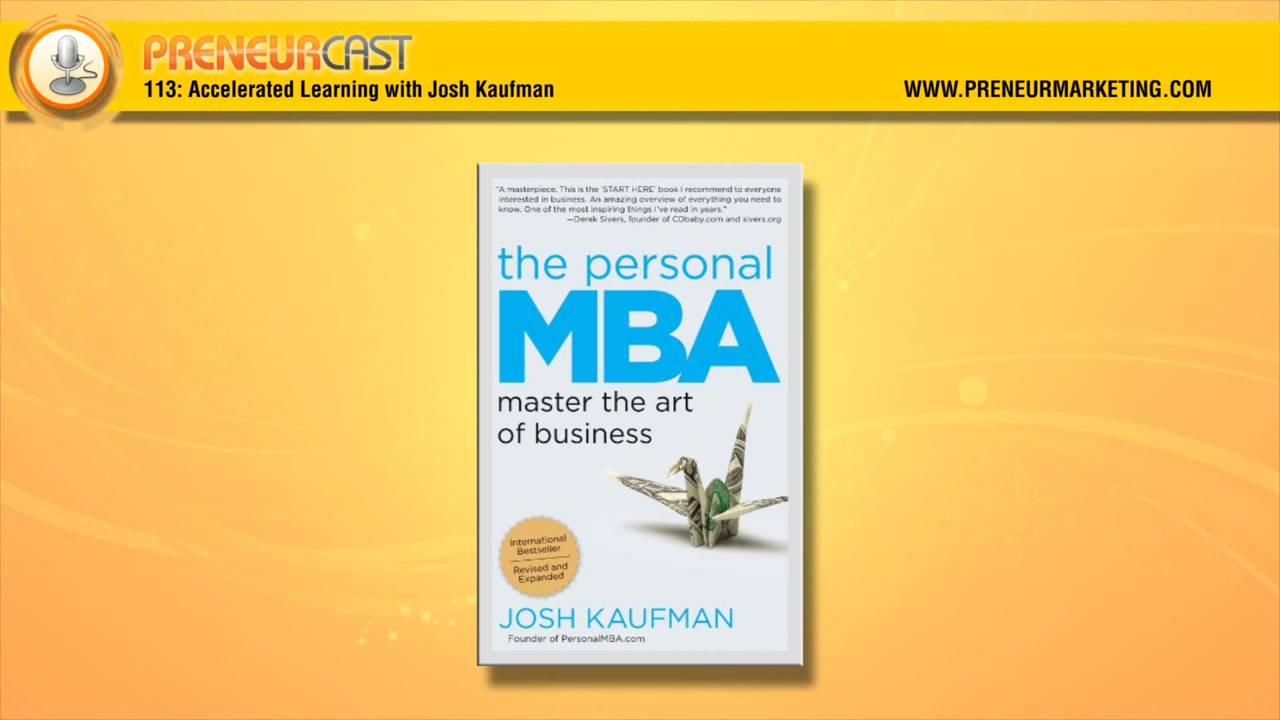 PRENEURCAST
113: Accelerated Learning with Josh Kaufman
WWW.PRENEURMARKETING.COM
"A masterpiece. This is the 'START HERE' book I recommend to everyone
interested in business. An amazing overview of everything you need to
know. One of the most inspiring things I've read in years."
—Derek Sivers, founder of CDbaby.com and sivers.org
the personal
MBA
master the art
of business
International
Bestseller
Revised and
Expanded
JOSH KAUFMAN
Founder of PersonalMBA.com